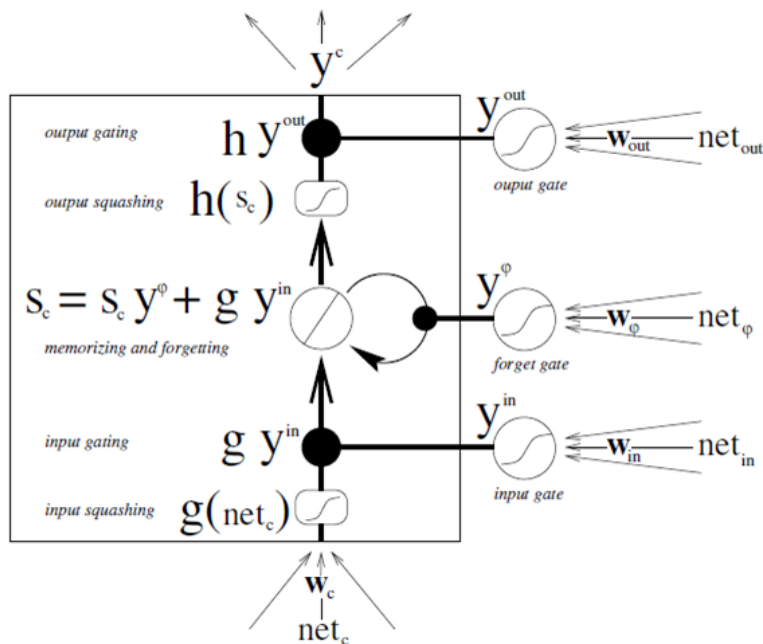 y^c
output gating
h y^out
y^out
w_out
net_out
ouput gate
output squashing
h(s_c)
s_c = s_c y^φ + g y^in
memorizing and forgetting
y^φ
w_φ
net_φ
forget gate
input gating
g y^in
y^in
w_in
net_in
input gate
input squashing
g(net_c)
w_c
net_c